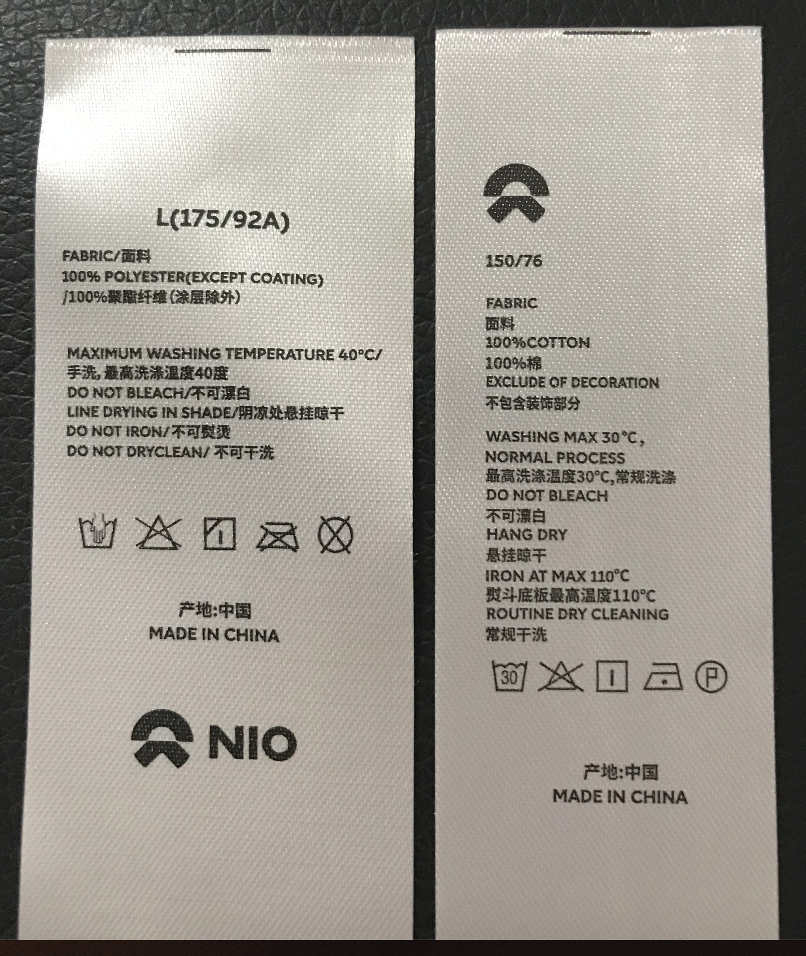 L(175/92A)
FABRIC/面料
100% POLYESTER(EXCEPT COATING)
/100%聚酯纤维(涂层除外)
MAXIMUM WASHING TEMPERATURE 40°C/
手洗,最高洗涤温度40度
DO NOT BLEACH/不可漂白
LINE DRYING IN SHADE/阴凉处悬挂晾干
DO NOT IRON/不可熨烫
DO NOT DRYCLEAN/ 不可干洗
产地:中国
MADE IN CHINA
NIO
150/76
FABRIC
面料
100%COTTON
100%棉
EXCLUDE OF DECORATION
不包含装饰部分
WASHING MAX 30°C,
NORMAL PROCESS
最高洗涤温度30°C,常规洗涤
DO NOT BLEACH
不可漂白
HANG DRY
悬挂晾干
IRON AT MAX 110°C
熨斗底板最高温度110°C
ROUTINE DRY CLEANING
常规干洗
30 P
产地:中国
MADE IN CHINA